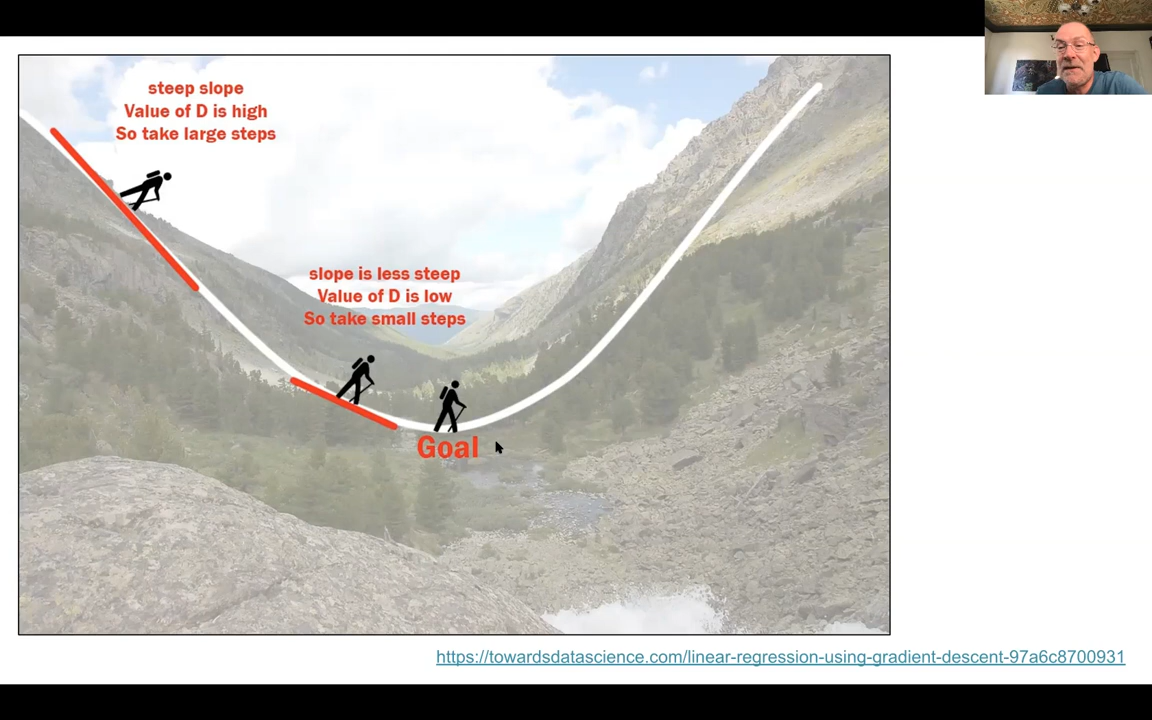 steep slope
Value of D is high
So take large steps
slope is less steep
Value of D is low
So take small steps
Goal
https://towardsdatascience.com/linear-regression-using-gradient-descent-97a6c8700931